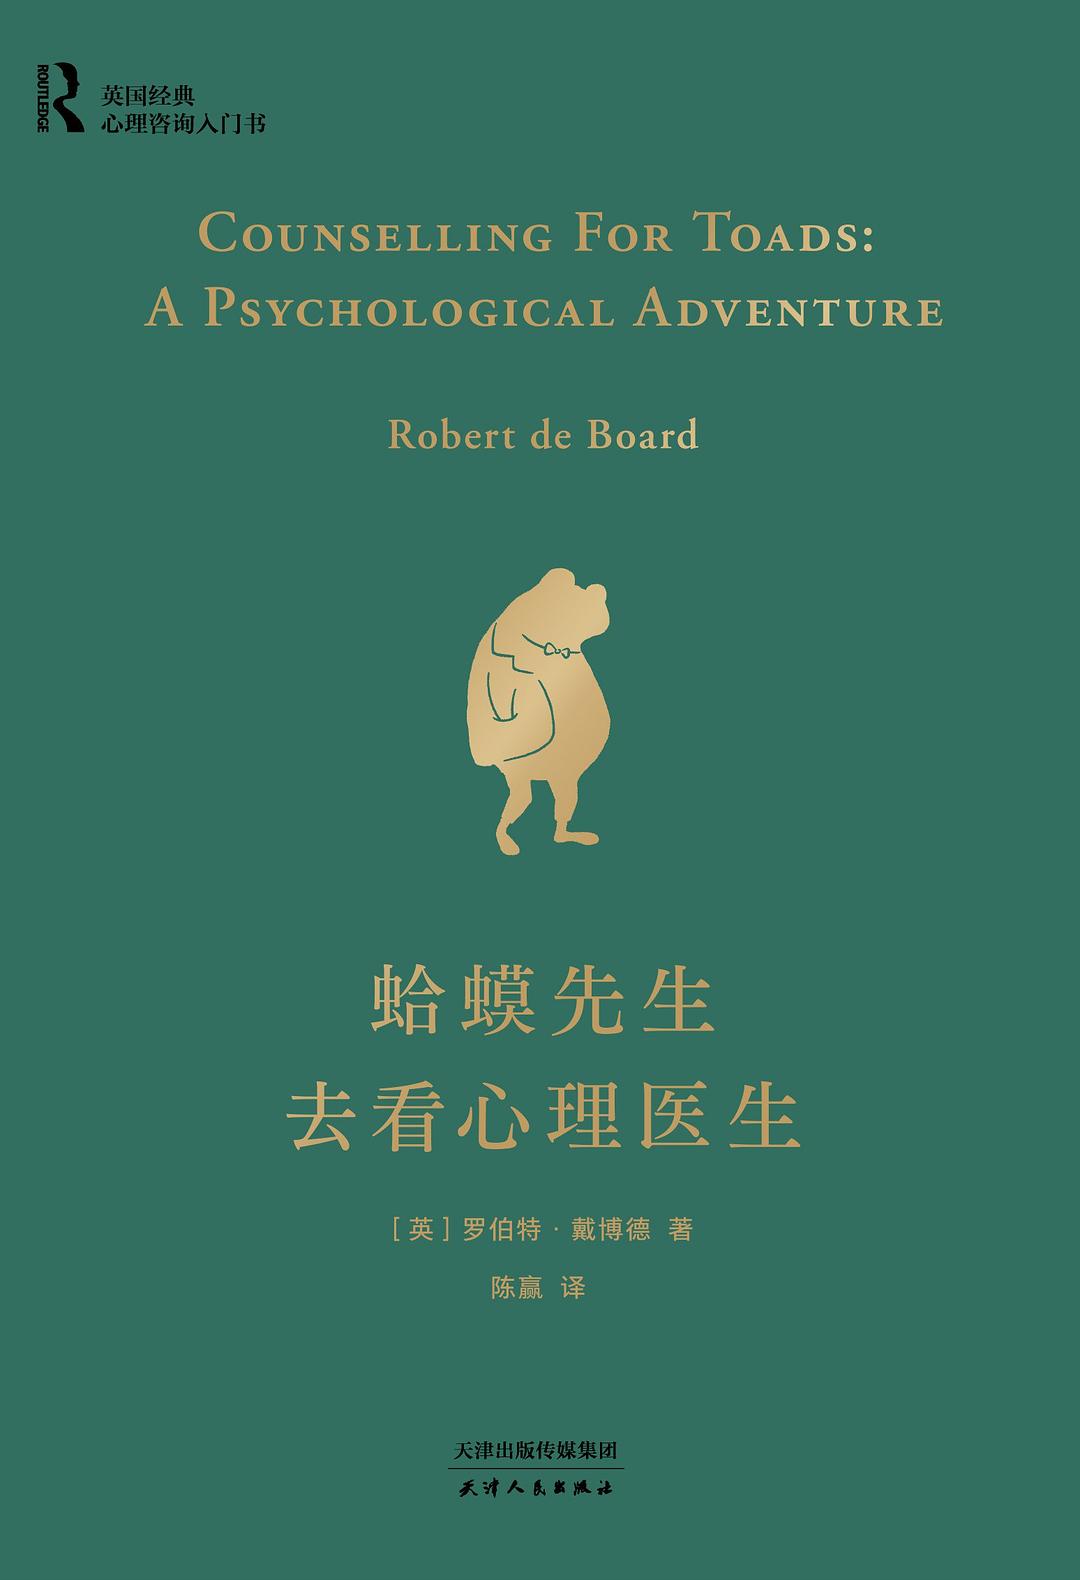 ROUTLEDGE
英国经典
心理咨询入门书
COUNSELLING FOR TOADS:
A PSYCHOLOGICAL ADVENTURE
Robert de Board
蛤蟆先生
去看心理医生
[英]罗伯特·戴博德 著
陈赢 译
天津出版传媒集团
天津人民出版社